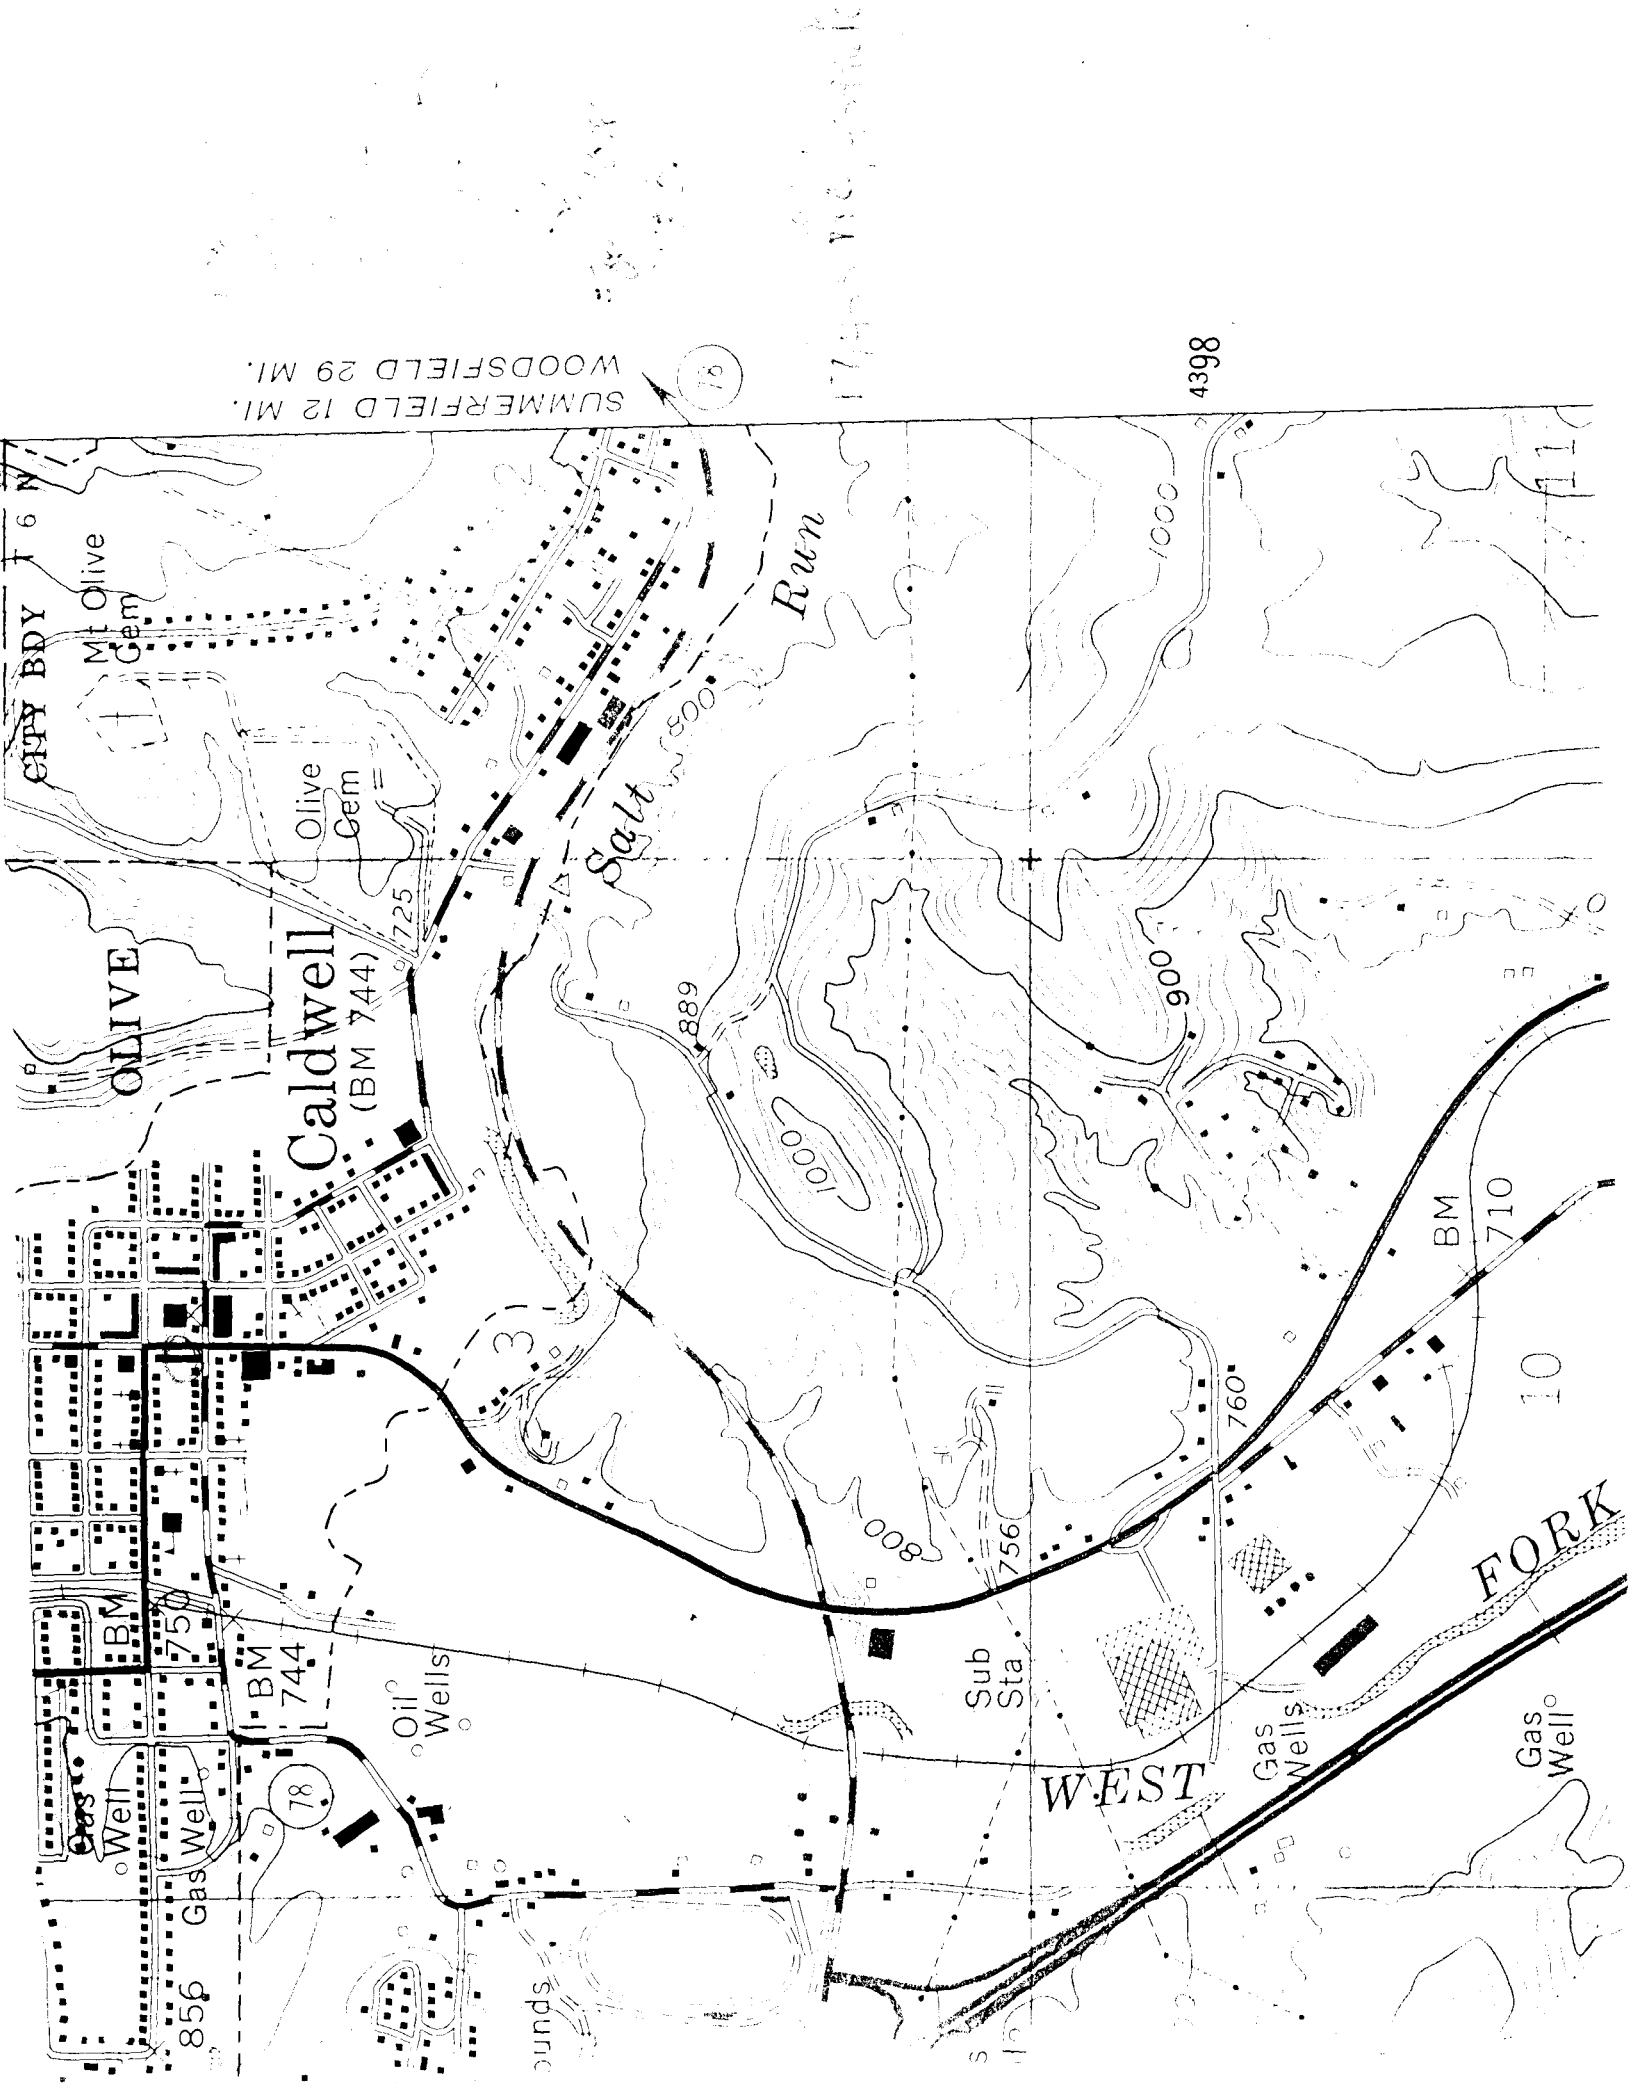 SUMMERFIELD 12 MI.
WOODSFIELD 29 MI.
78
4398
CITY BDY
T 6 N
Mt Olive
Cem
2
Run
1000
11
OLIVE
Olive
Cem
725
Caldwell
(BM 744)
Salt
800
889
1000
900
BM
710
3
10
760
800
756
BM
750
BM
744
Oil
Wells
Sub
Sta
FORK
WEST
Gas
Wells
Gas
Well
Gas
Well
Gas Well
78
856
ounds